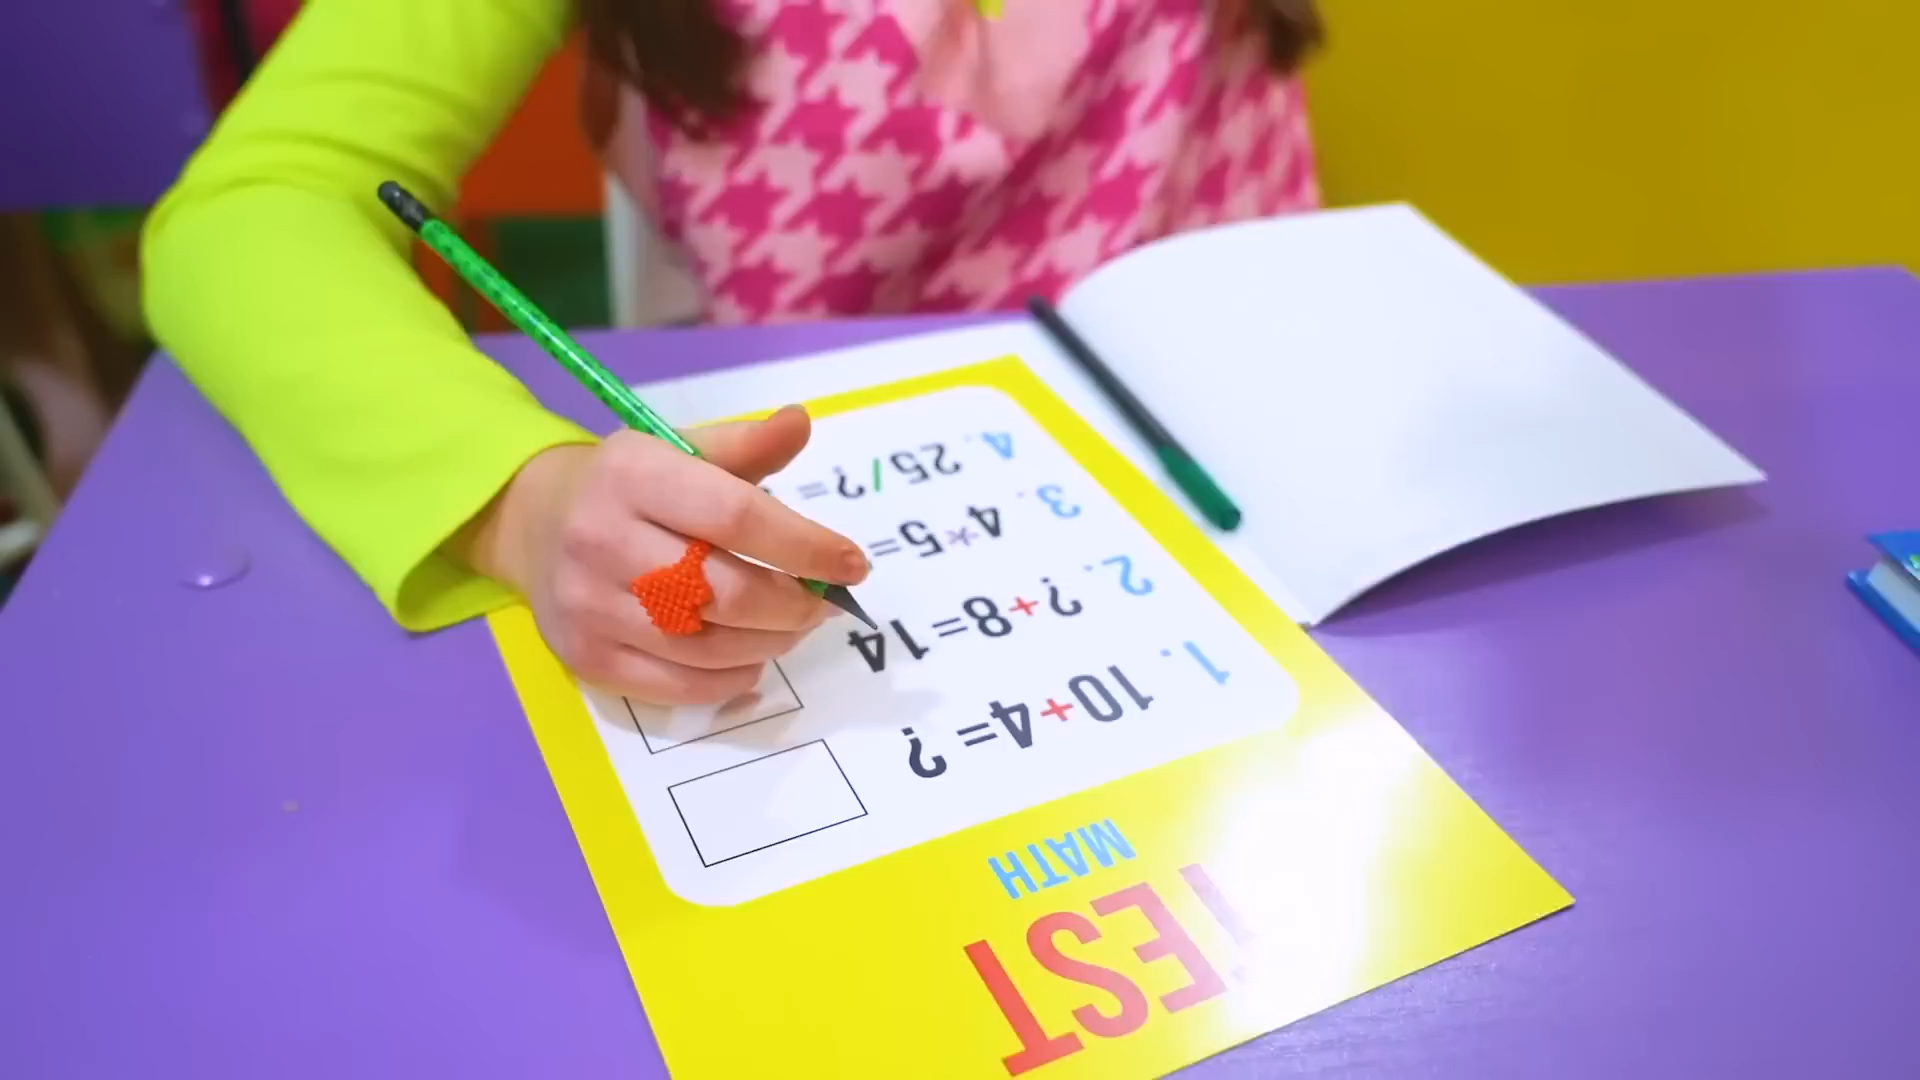 TEST
MATH
1. 10+4=?
2. ?+8=14
3. 4*5=
4. 25/?=